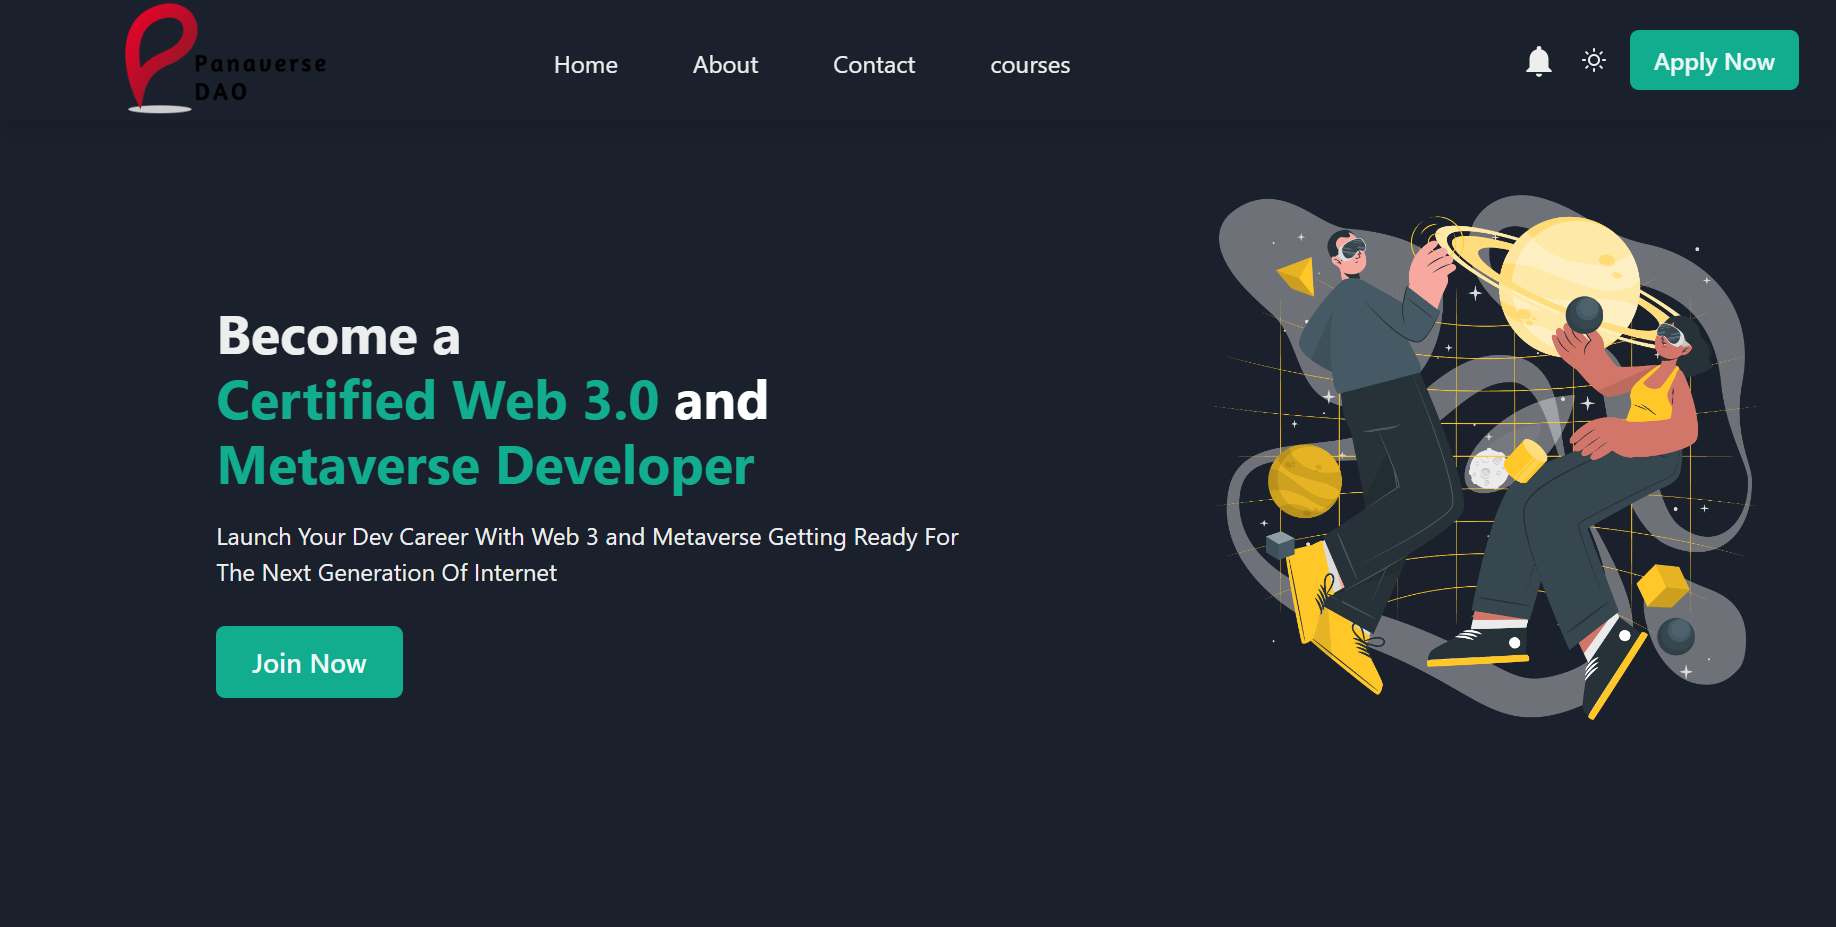 Panaverse
DAO
Home
About
Contact
courses
Apply Now
Become a
Certified Web 3.0 and
Metaverse Developer
Launch Your Dev Career With Web 3 and Metaverse Getting Ready For
The Next Generation Of Internet
Join Now